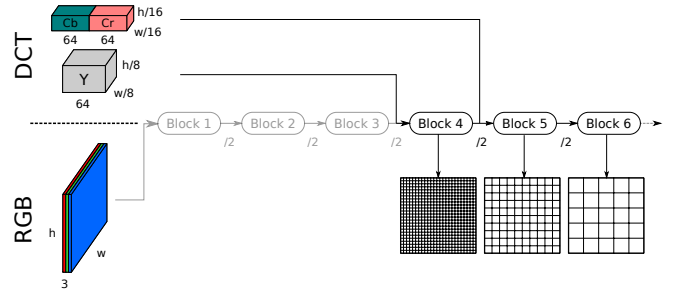 DCT
Cb Cr h/16
w/16
64 64
Y h/8
w/8
64
Block 1 /2 Block 2 /2 Block 3 /2 Block 4 /2 Block 5 /2 Block 6
RGB
h
w
3